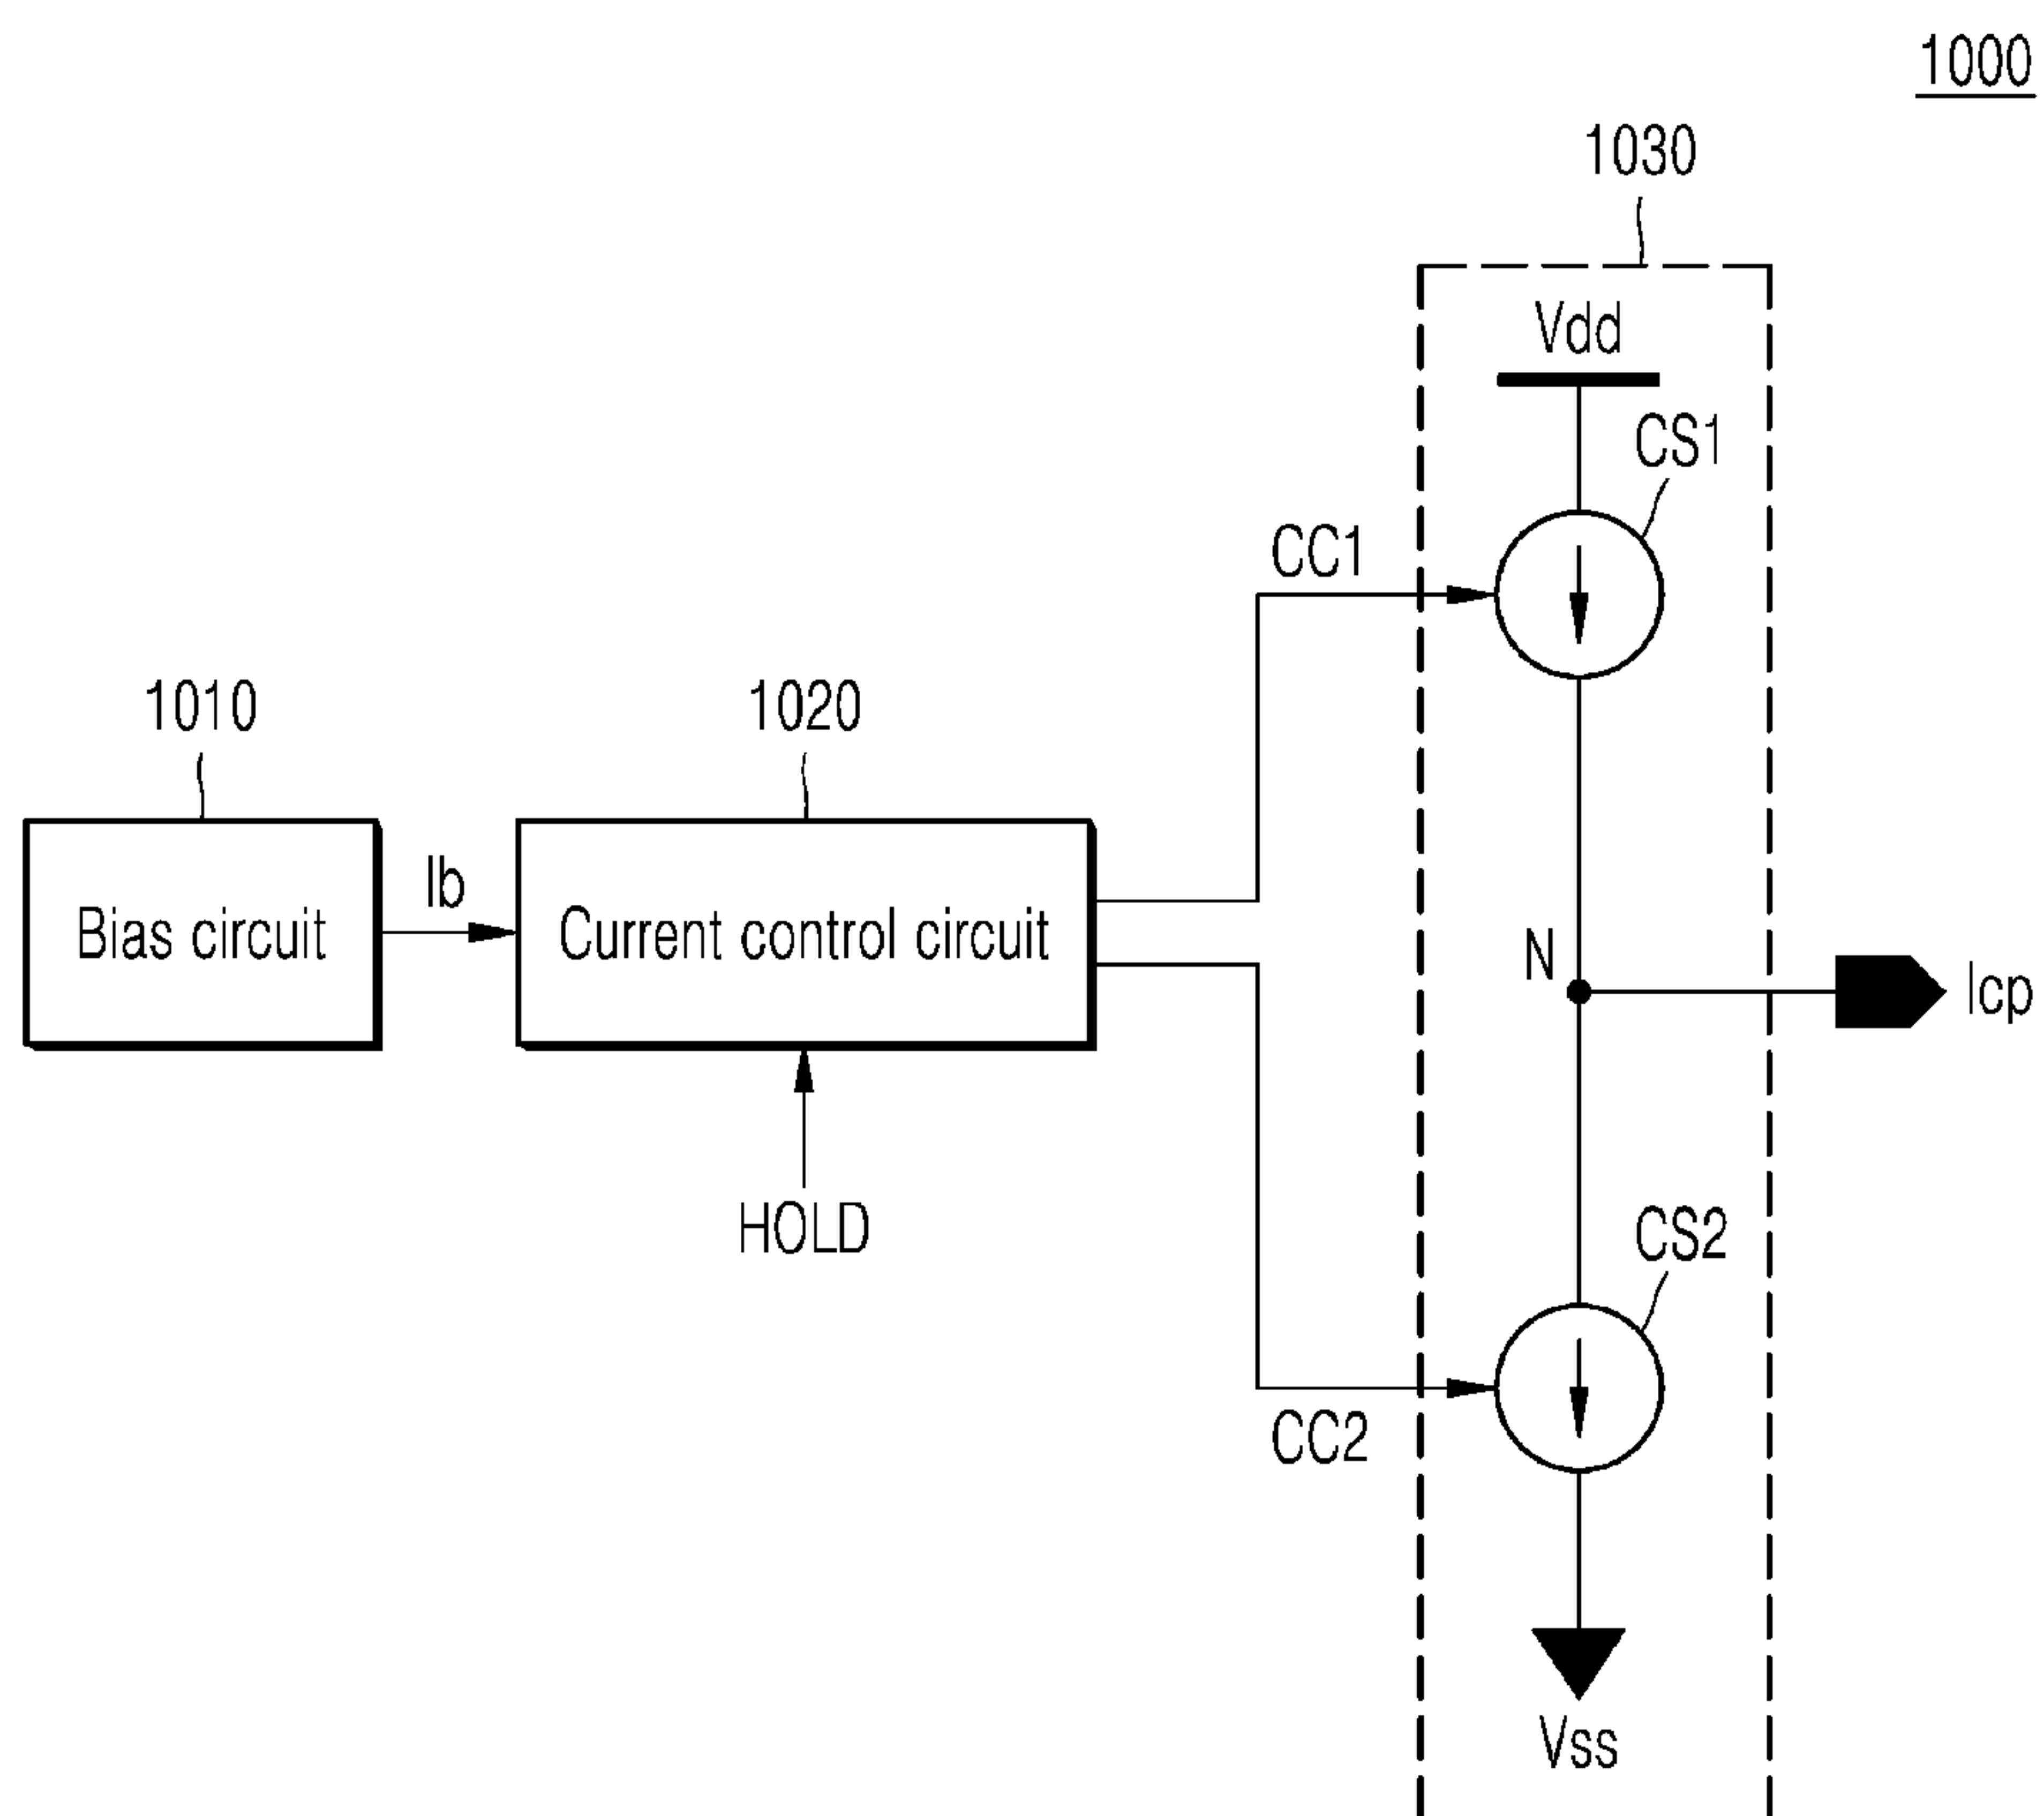 1000
1030
Vdd
CS1
CC1
1010
1020
Ib
Bias circuit
Current control circuit
N
Icp
HOLD
CS2
CC2
Vss